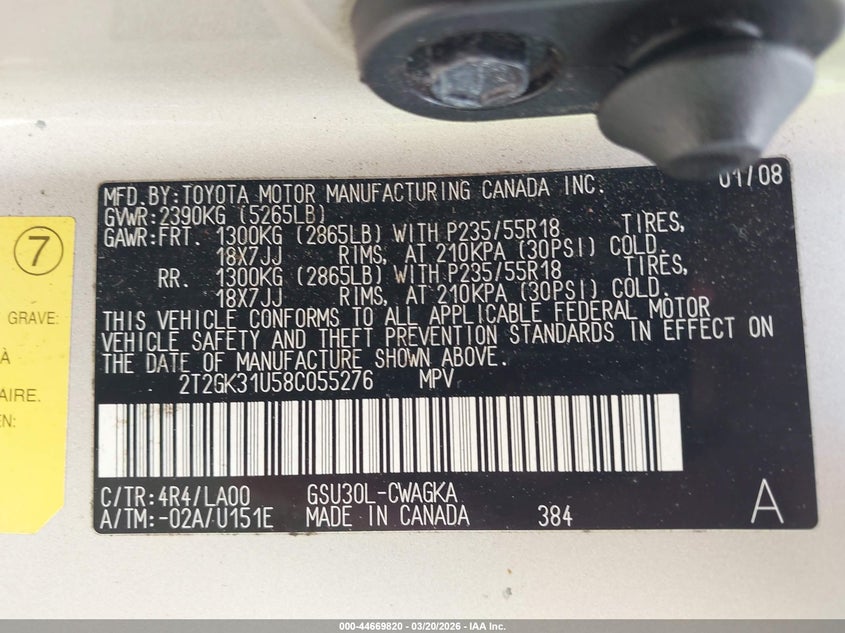 MFD.BY:TOYOTA MOTOR MANUFACTURING CANADA INC. 01/08
GVWR:2390KG (5265LB)
GAWR:FRT. 1300KG (2865LB) WITH P235/55R18 TIRES,
18X7JJ RIMS, AT 210KPA (30PSI) COLD.
RR. 1300KG (2865LB) WITH P235/55R18 TIRES,
18X7JJ RIMS, AT 210KPA (30PSI) COLD.
THIS VEHICLE CONFORMS TO ALL APPLICABLE FEDERAL MOTOR
VEHICLE SAFETY AND THEFT PREVENTION STANDARDS IN EFFECT ON
THE DATE OF MANUFACTURE SHOWN ABOVE.
2T2GK31U58C055276 MPV
C/TR:4R4/LA00 GSU30L-CWAGKA
A/TM:-02A/U151E MADE IN CANADA 384 A
7
GRAVE:
À
AIRE.
EN:
000-44669820 — 03/20/2026 — IAA Inc.